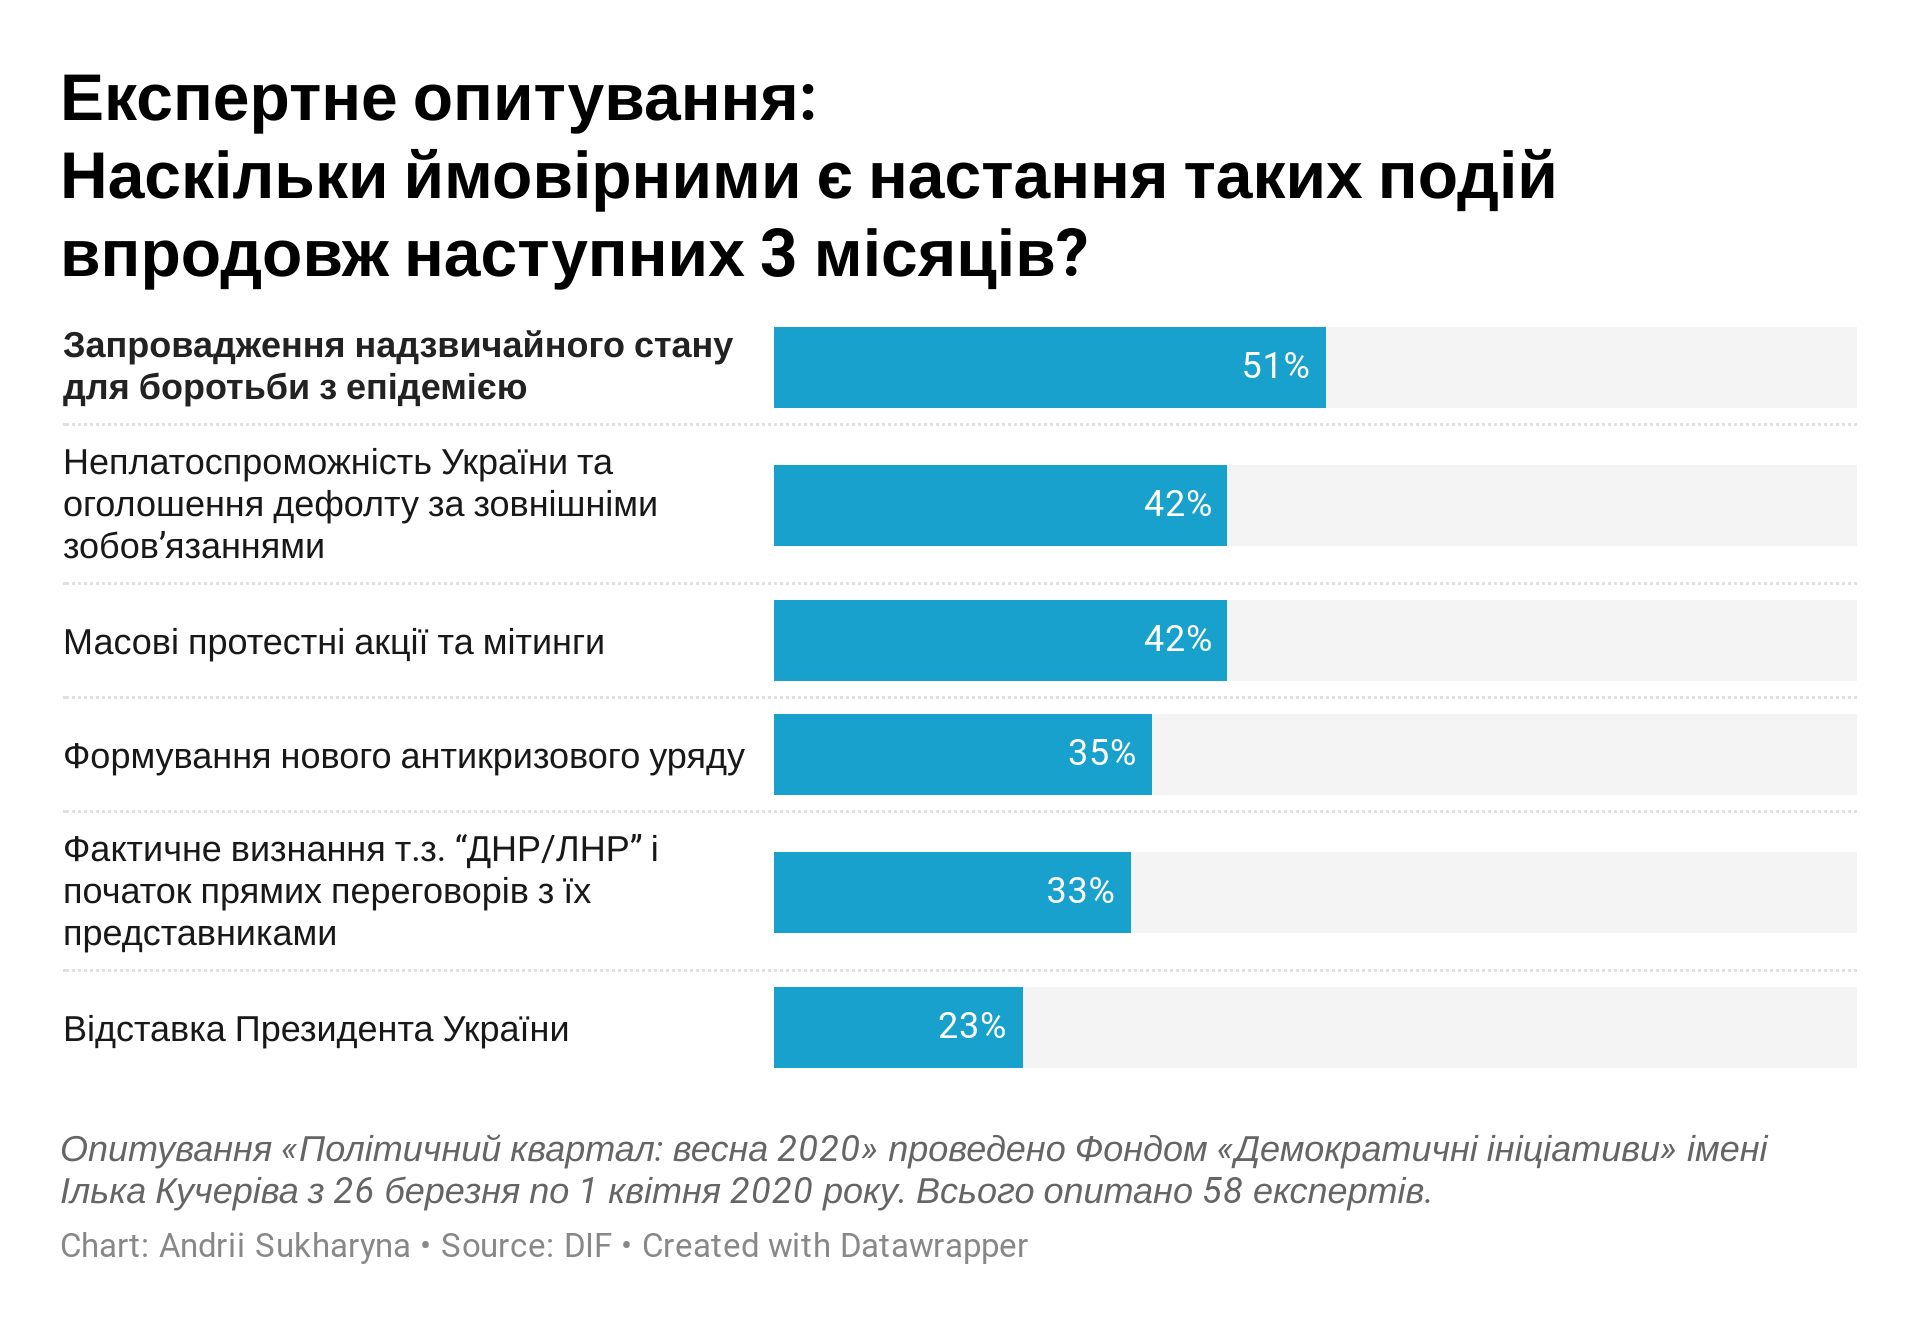 Експертне опитування:
Наскільки ймовірними є настання таких подій
впродовж наступних 3 місяців?
Запровадження надзвичайного стану
для боротьби з епідемією
51%
Неплатоспроможність України та
оголошення дефолту за зовнішніми
зобов’язаннями
42%
Масові протестні акції та мітинги
42%
Формування нового антикризового уряду
35%
Фактичне визнання т.з. “ДНР/ЛНР” і
початок прямих переговорів з їх
представниками
33%
Відставка Президента України
23%
Опитування «Політичний квартал: весна 2020» проведено Фондом «Демократичні ініціативи» імені
Ілька Кучеріва з 26 березня по 1 квітня 2020 року. Всього опитано 58 експертів.
Chart: Andrii Sukharyna • Source: DIF • Created with Datawrapper